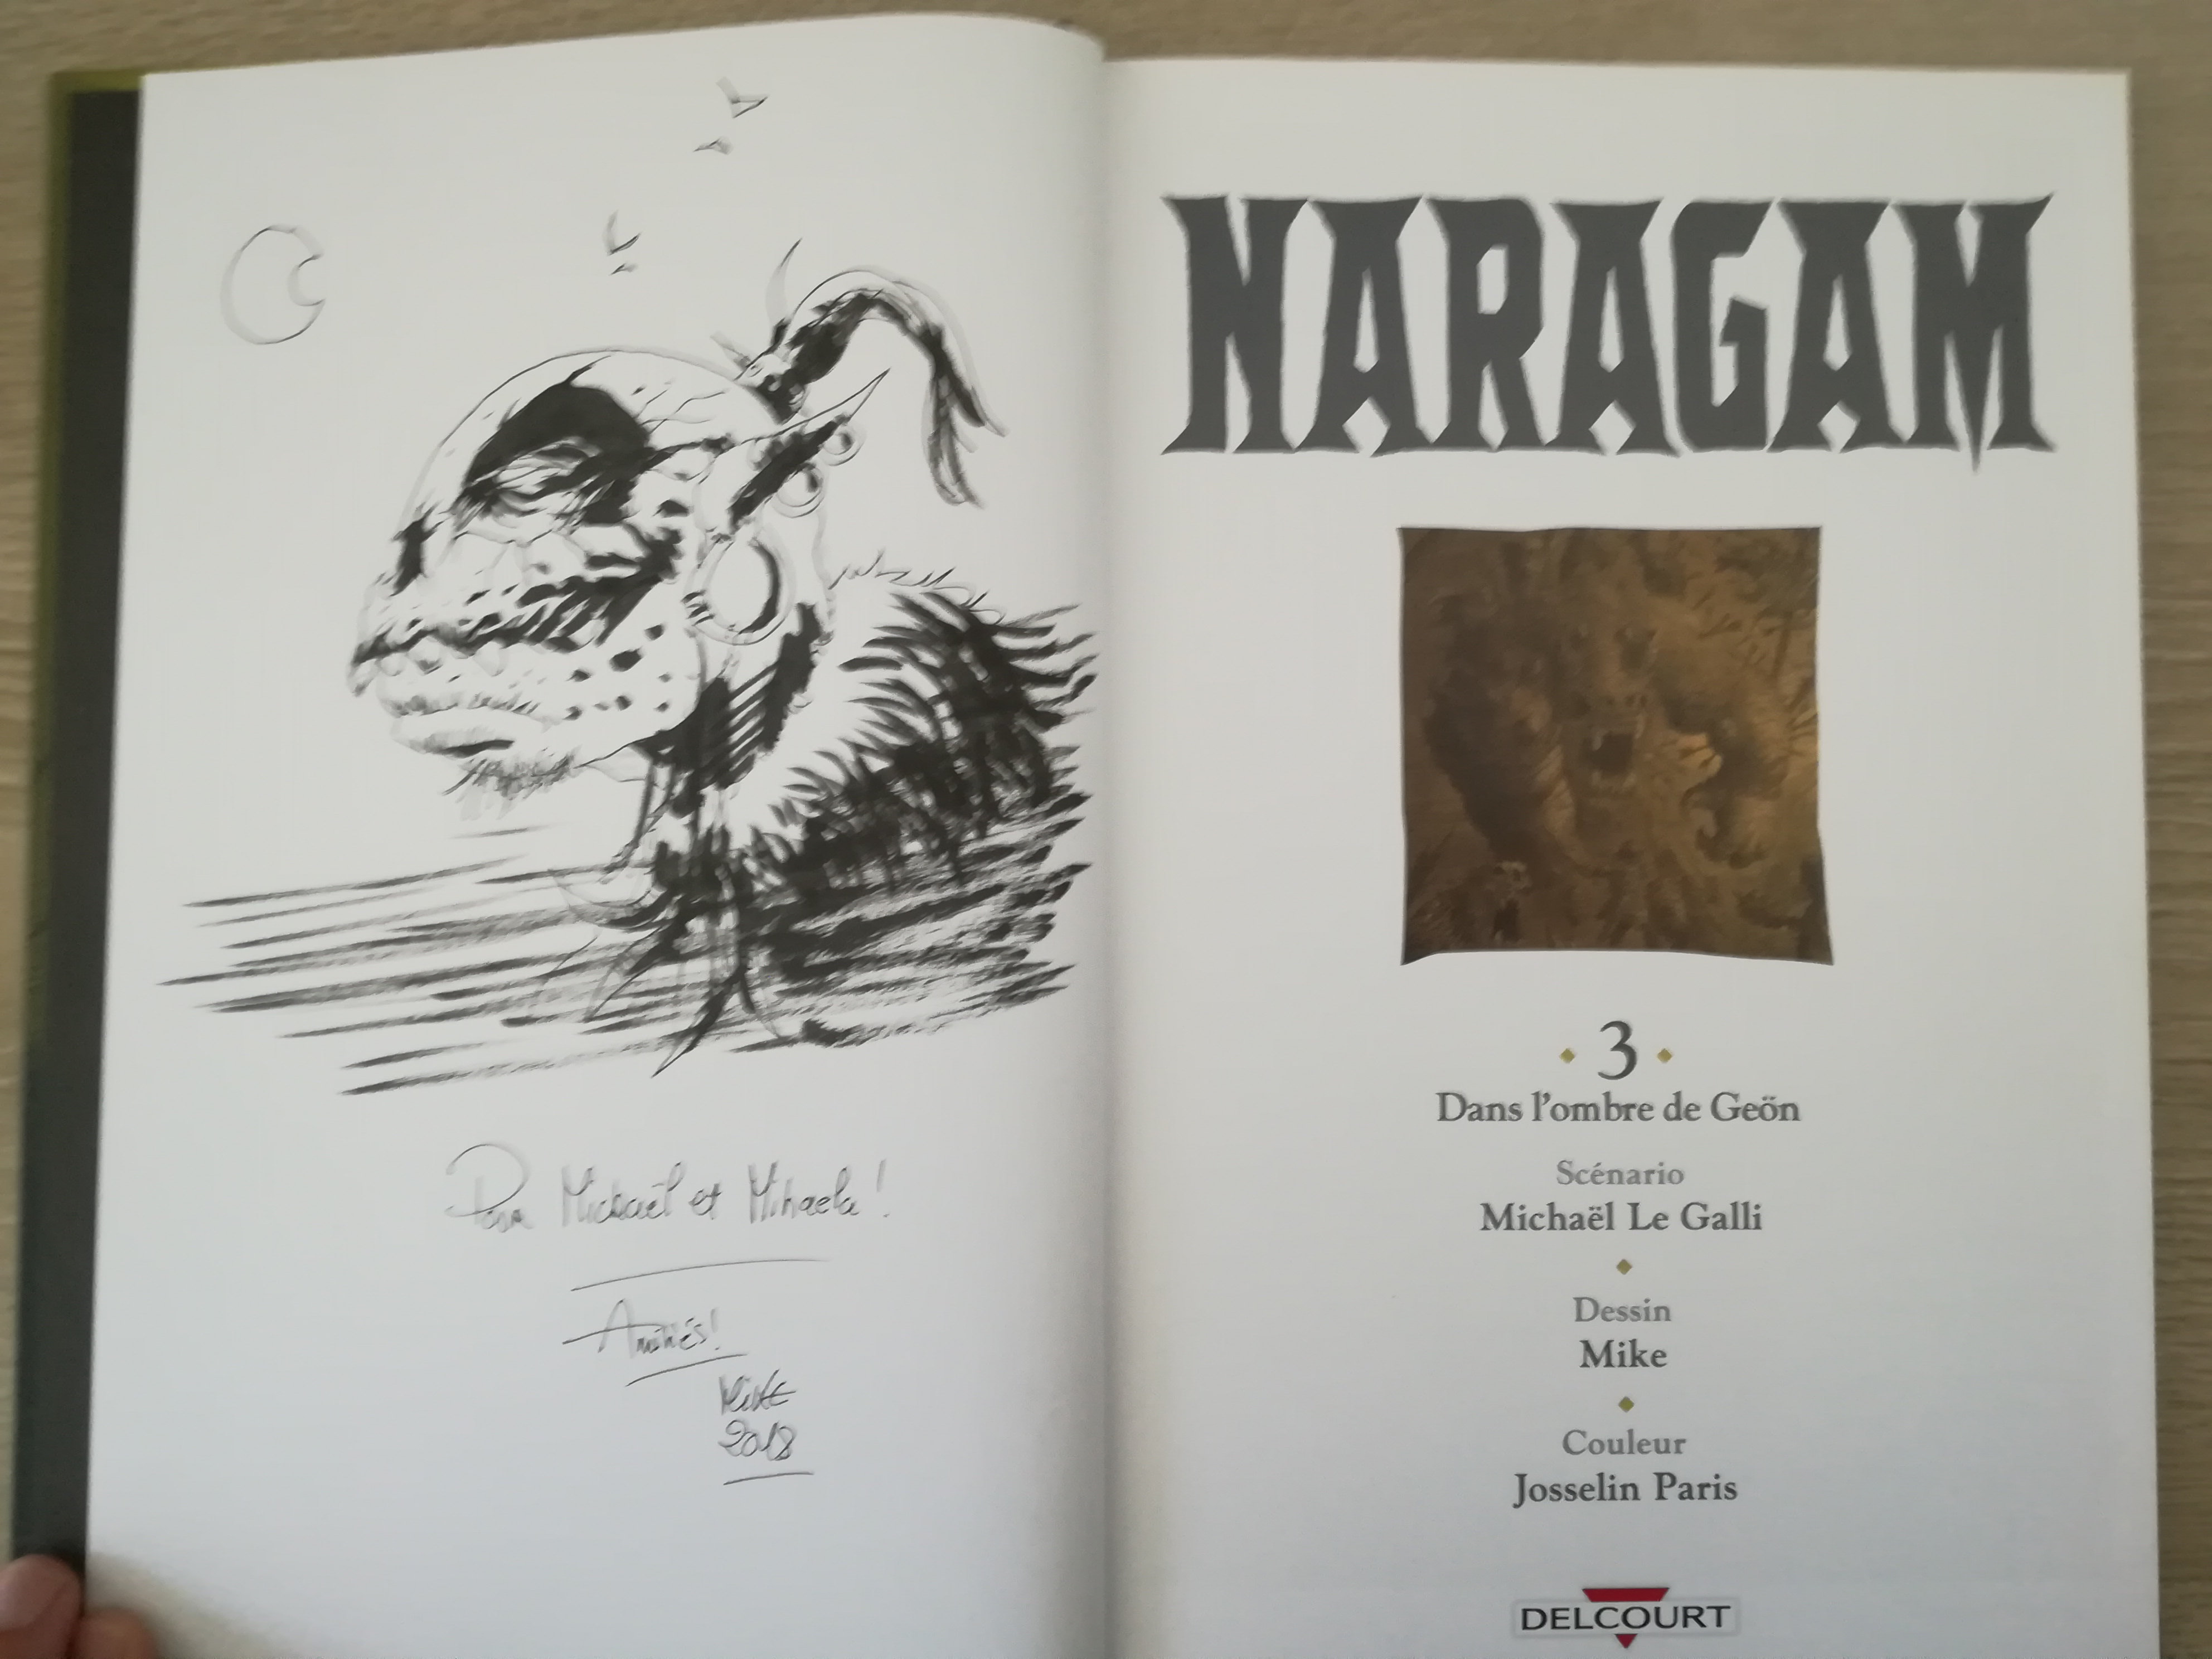 Pour Michaël et Mihaela !
Amitiés !
MIKE
2018
NARAGAM
3
Dans l'ombre de Geön
Scénario
Michaël Le Galli
Dessin
Mike
Couleur
Josselin Paris
DELCOURT